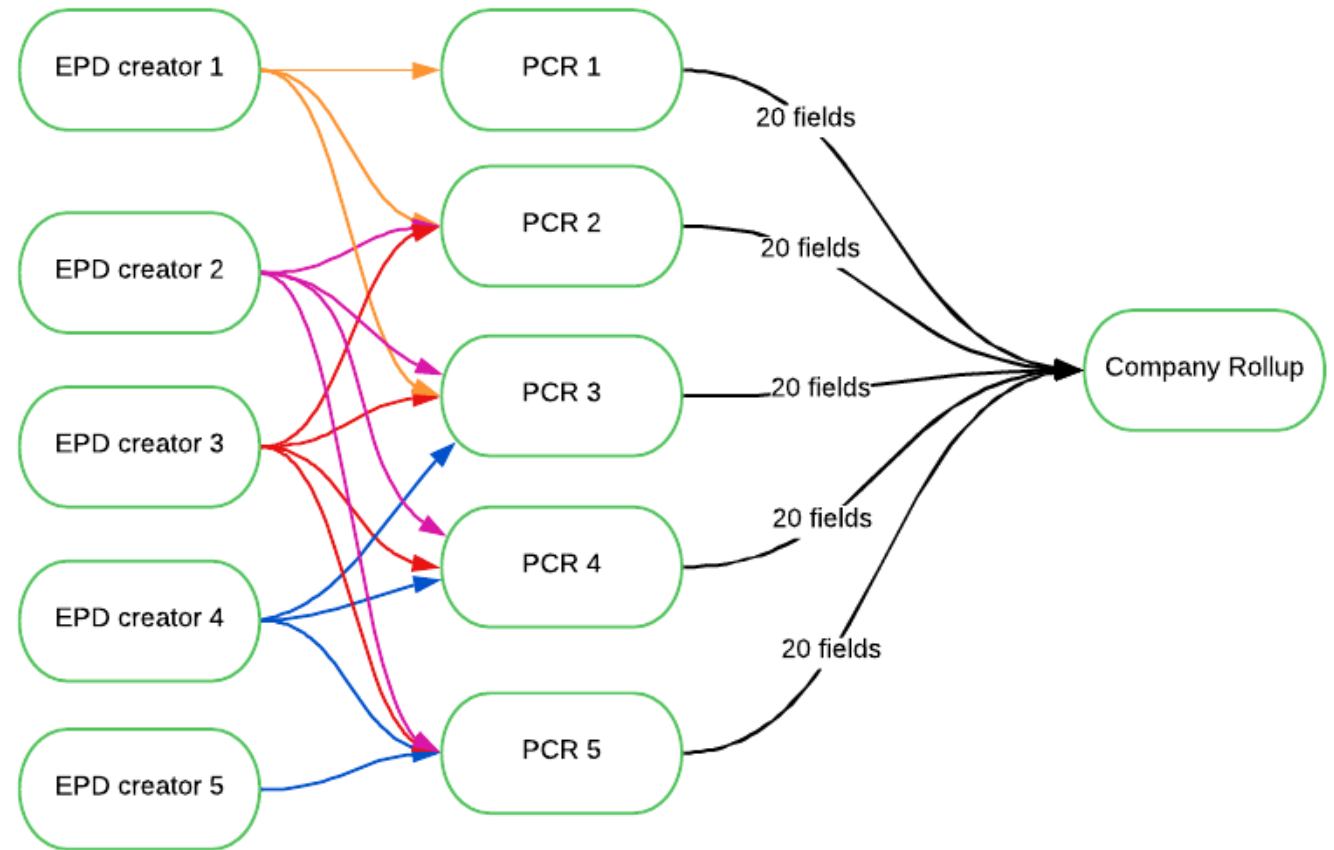 EPD creator 1
EPD creator 2
EPD creator 3
EPD creator 4
EPD creator 5
PCR 1
PCR 2
PCR 3
PCR 4
PCR 5
20 fields
20 fields
20 fields
20 fields
20 fields
Company Rollup